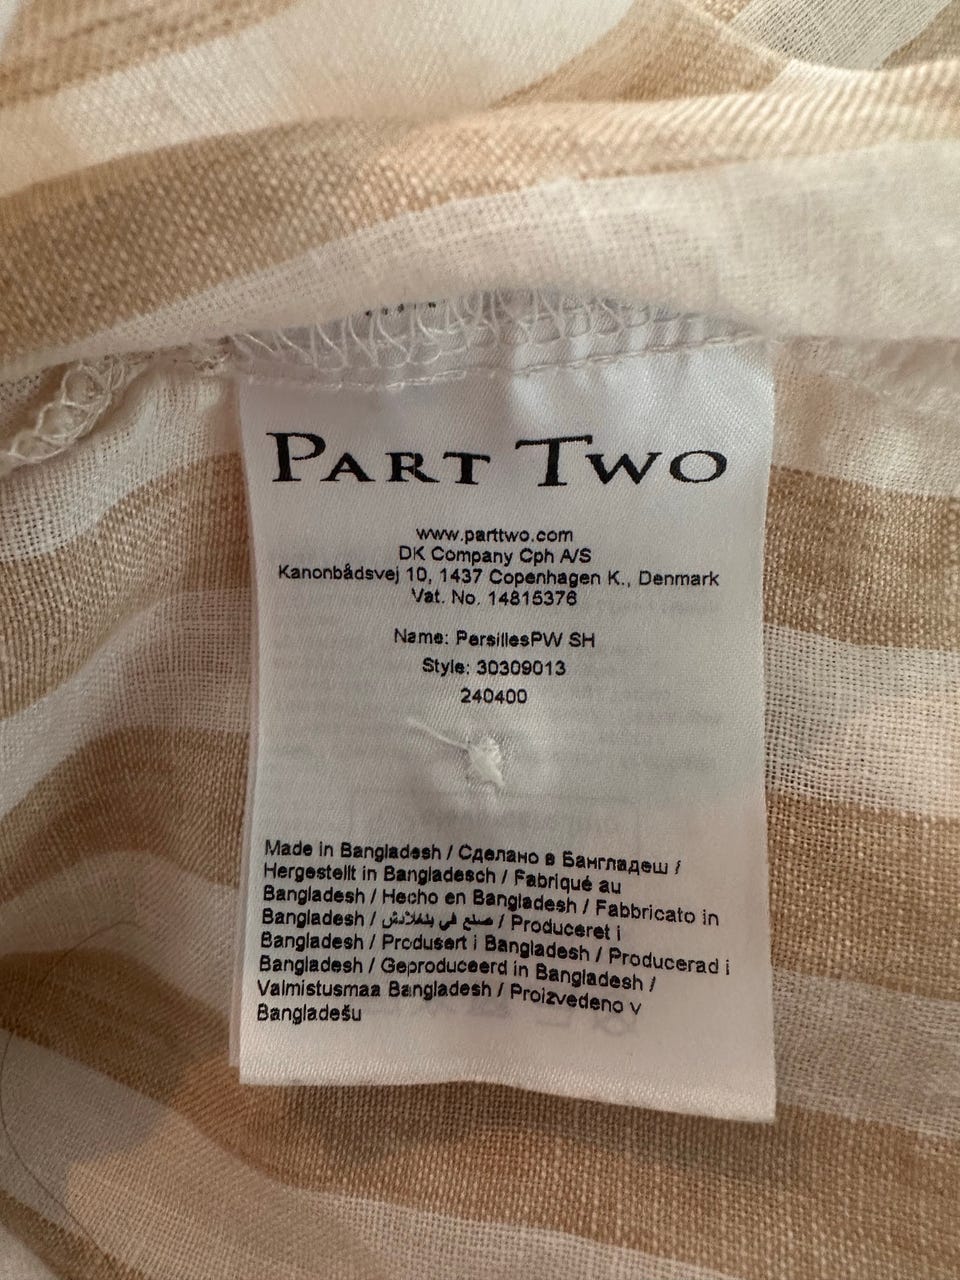 PART TWO
www.parttwo.com
DK Company Cph A/S
Kanonbådsvej 10, 1437 Copenhagen K., Denmark
Vat. No. 14815376
Name: PersillesPW SH
Style: 30309013
240400
Made in Bangladesh / Сделано в Бангладеш /
Hergestellt in Bangladesch / Fabriqué au
Bangladesh / Hecho en Bangladesh / Fabbricato in
Bangladesh / صنع في بنغلادش / Produceret i
Bangladesh / Produsert i Bangladesh / Producerad i
Bangladesh / Geproduceerd in Bangladesh /
Valmistusmaa Bangladesh / Proizvedeno v
Bangladešu